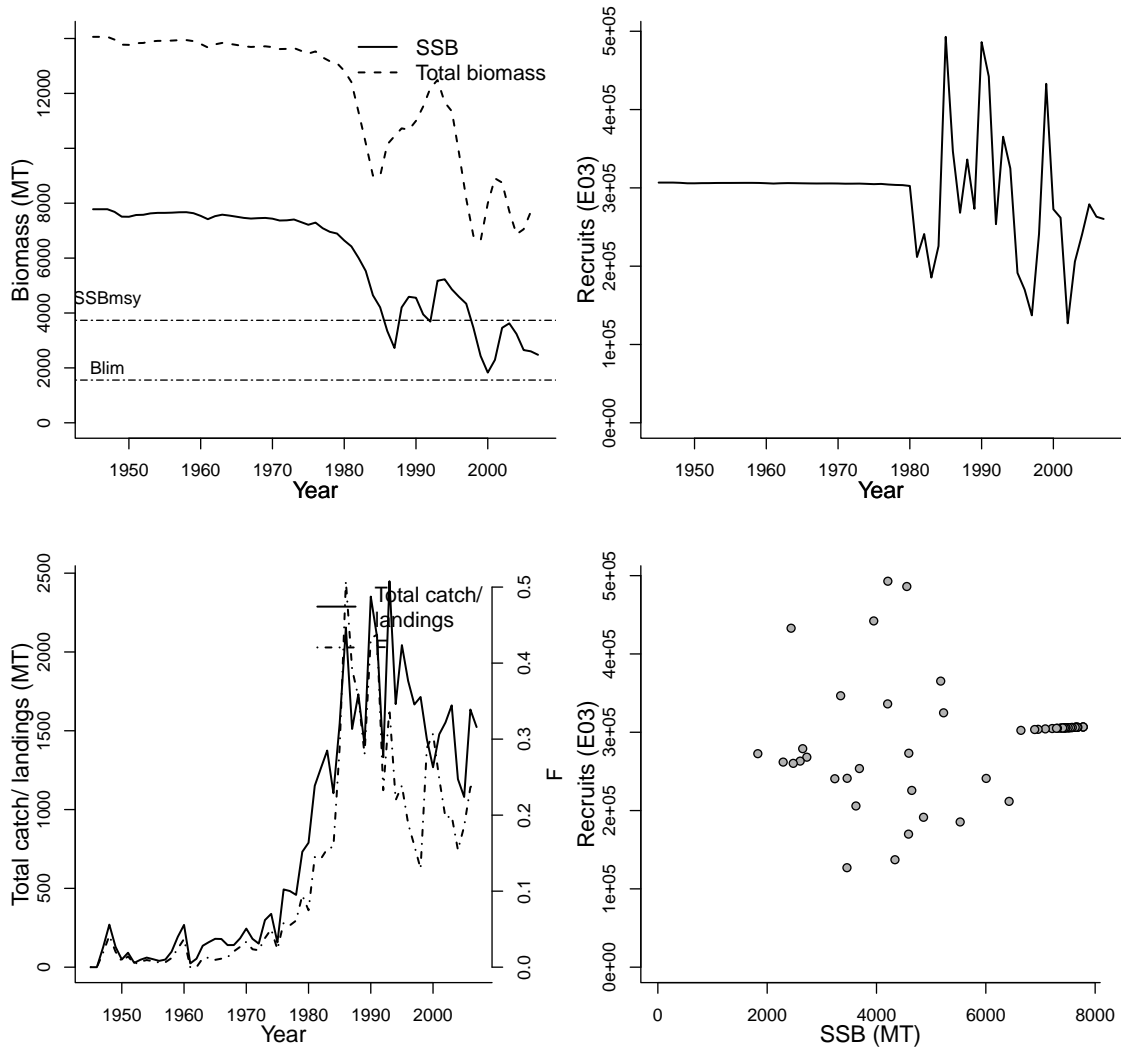 SSB
Total biomass
SSBmsy
Blim
Biomass (MT)
0
2000
4000
6000
8000
12000
1950
1960
1970
1980
1990
2000
Year
Recruits (E03)
0e+00
1e+05
2e+05
3e+05
4e+05
5e+05
1950
1960
1970
1980
1990
2000
Year
Total catch/
landings
F
Total catch/ landings (MT)
0
500
1000
1500
2000
2500
F
0.0
0.1
0.2
0.3
0.4
0.5
1950
1960
1970
1980
1990
2000
Year
Recruits (E03)
0e+00
1e+05
2e+05
3e+05
4e+05
5e+05
0
2000
4000
6000
8000
SSB (MT)